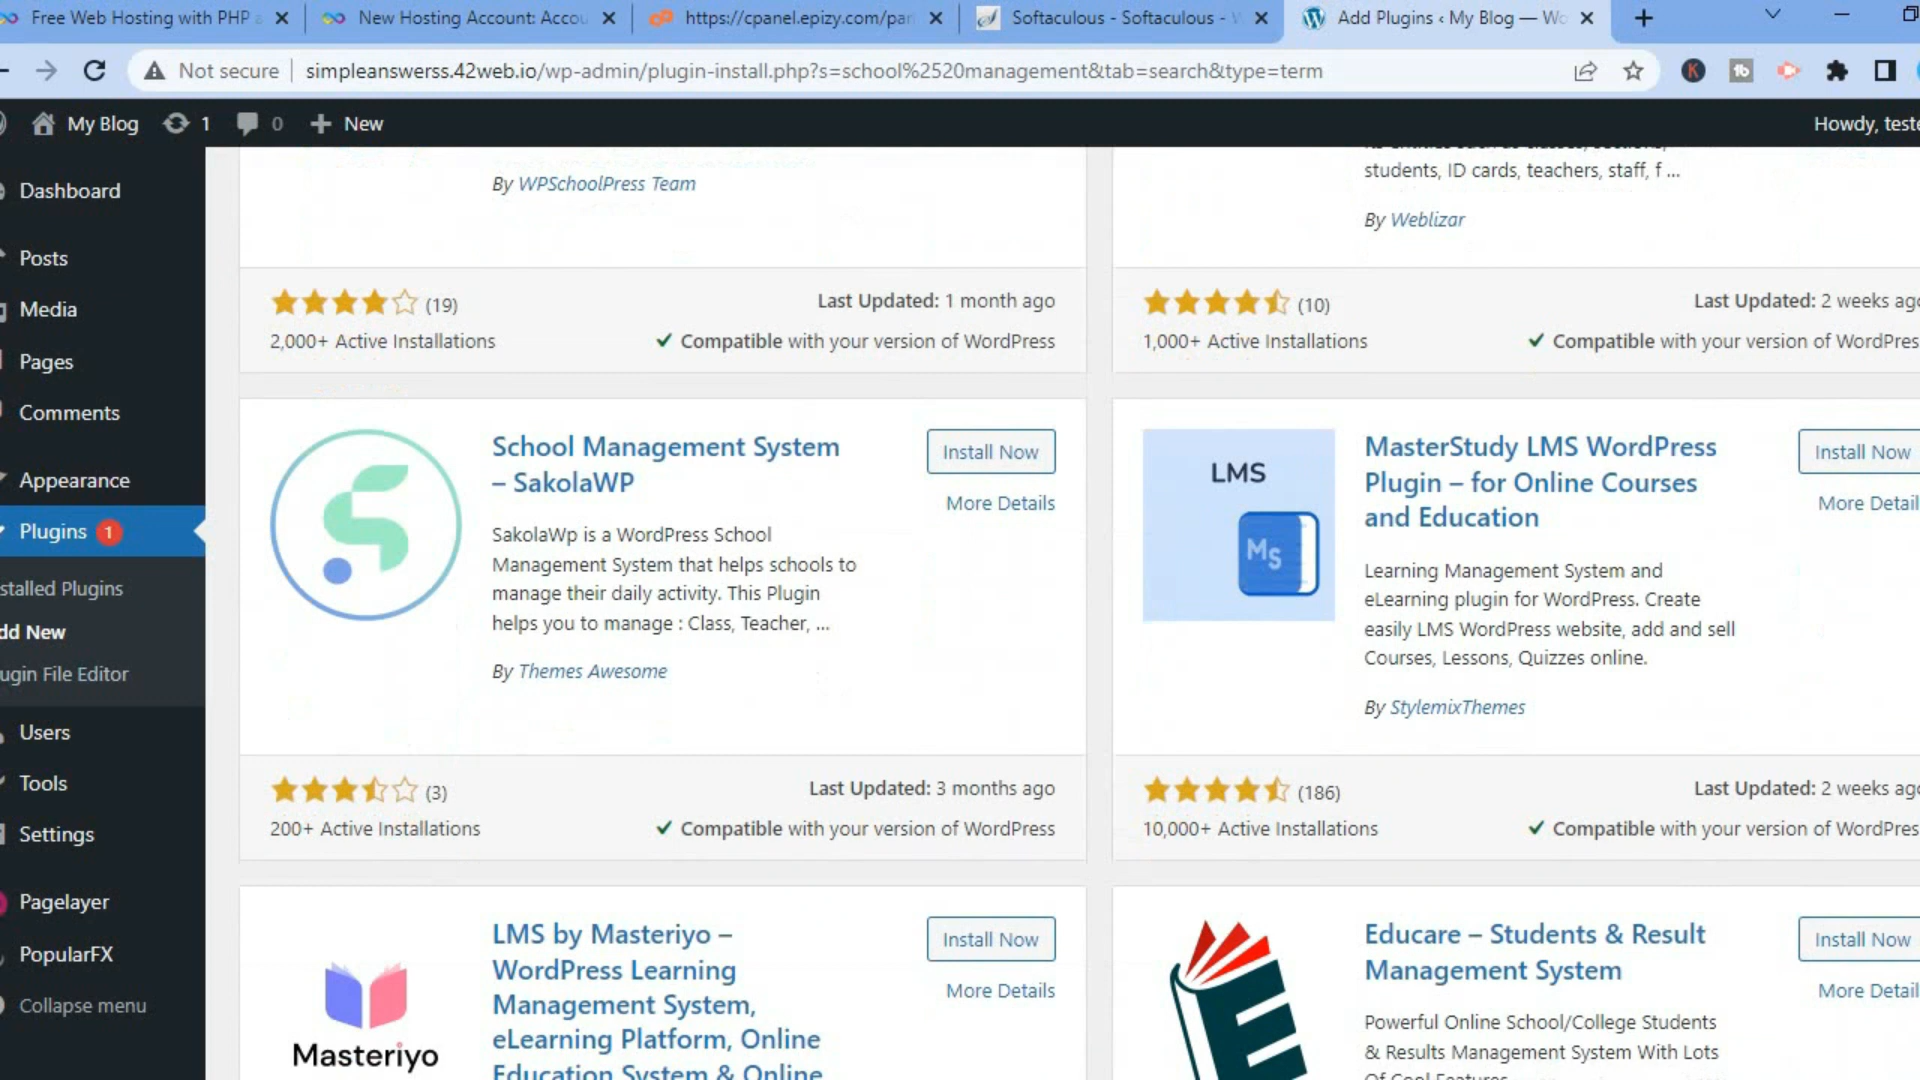 Free Web Hosting with PHP a
New Hosting Account: Accou
https://cpanel.epizy.com/pan
Softaculous - Softaculous - W
Add Plugins ‹ My Blog — Wo
Not secure
simpleanswerss.42web.io/wp-admin/plugin-install.php?s=school%2520management&tab=search&type=term
My Blog
1
0
New
Howdy, teste
Dashboard
Posts
Media
Pages
Comments
Appearance
Plugins 1
stalled Plugins
dd New
ugin File Editor
Users
Tools
Settings
Pagelayer
PopularFX
Collapse menu
By WPSchoolPress Team
(19)
Last Updated: 1 month ago
2,000+ Active Installations
Compatible with your version of WordPress
students, ID cards, teachers, staff, f ...
By Weblizar
(10)
Last Updated: 2 weeks ago
1,000+ Active Installations
Compatible with your version of WordPres
School Management System
– SakolaWP
Install Now
More Details
SakolaWp is a WordPress School
Management System that helps schools to
manage their daily activity. This Plugin
helps you to manage : Class, Teacher, ...
By Themes Awesome
(3)
Last Updated: 3 months ago
200+ Active Installations
Compatible with your version of WordPress
LMS
MS
MasterStudy LMS WordPress
Plugin – for Online Courses
and Education
Install Now
More Detail
Learning Management System and
eLearning plugin for WordPress. Create
easily LMS WordPress website, add and sell
Courses, Lessons, Quizzes online.
By StylemixThemes
(186)
Last Updated: 2 weeks ago
10,000+ Active Installations
Compatible with your version of WordPres
Masteriyo
LMS by Masteriyo –
WordPress Learning
Management System,
eLearning Platform, Online
Education System & Online
Install Now
More Details
E
Educare – Students & Result
Management System
Install Now
More Detail
Powerful Online School/College Students
& Results Management System With Lots
Of Cool Features